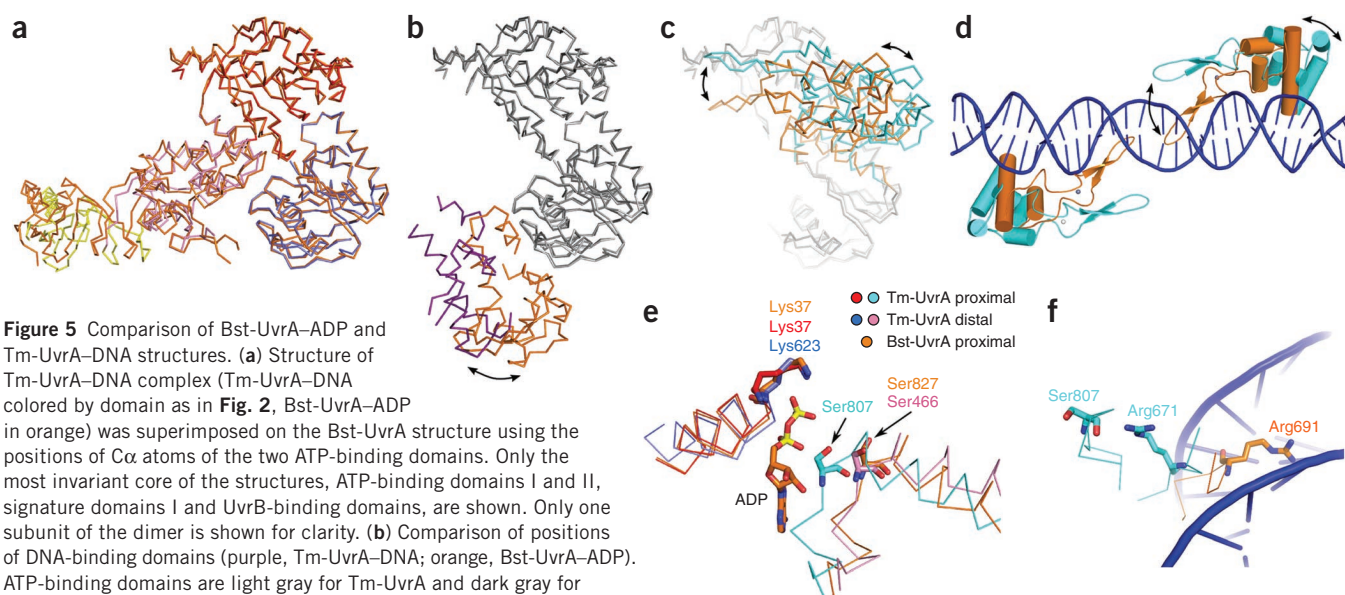 a
b
c
d
Lys37
Lys37
Lys623
e
Tm-UvrA proximal
Tm-UvrA distal
Bst-UvrA proximal
f
Ser807
Ser827
Ser466
ADP
Ser807
Arg671
Arg691
Figure 5 Comparison of Bst-UvrA–ADP and
Tm-UvrA–DNA structures. (a) Structure of
Tm-UvrA–DNA complex (Tm-UvrA–DNA
colored by domain as in Fig. 2, Bst-UvrA–ADP
in orange) was superimposed on the Bst-UvrA structure using the
positions of Cα atoms of the two ATP-binding domains. Only the
most invariant core of the structures, ATP-binding domains I and II,
signature domains I and UvrB-binding domains, are shown. Only one
subunit of the dimer is shown for clarity. (b) Comparison of positions
of DNA-binding domains (purple, Tm-UvrA–DNA; orange, Bst-UvrA–ADP).
ATP-binding domains are light gray for Tm-UvrA and dark gray for